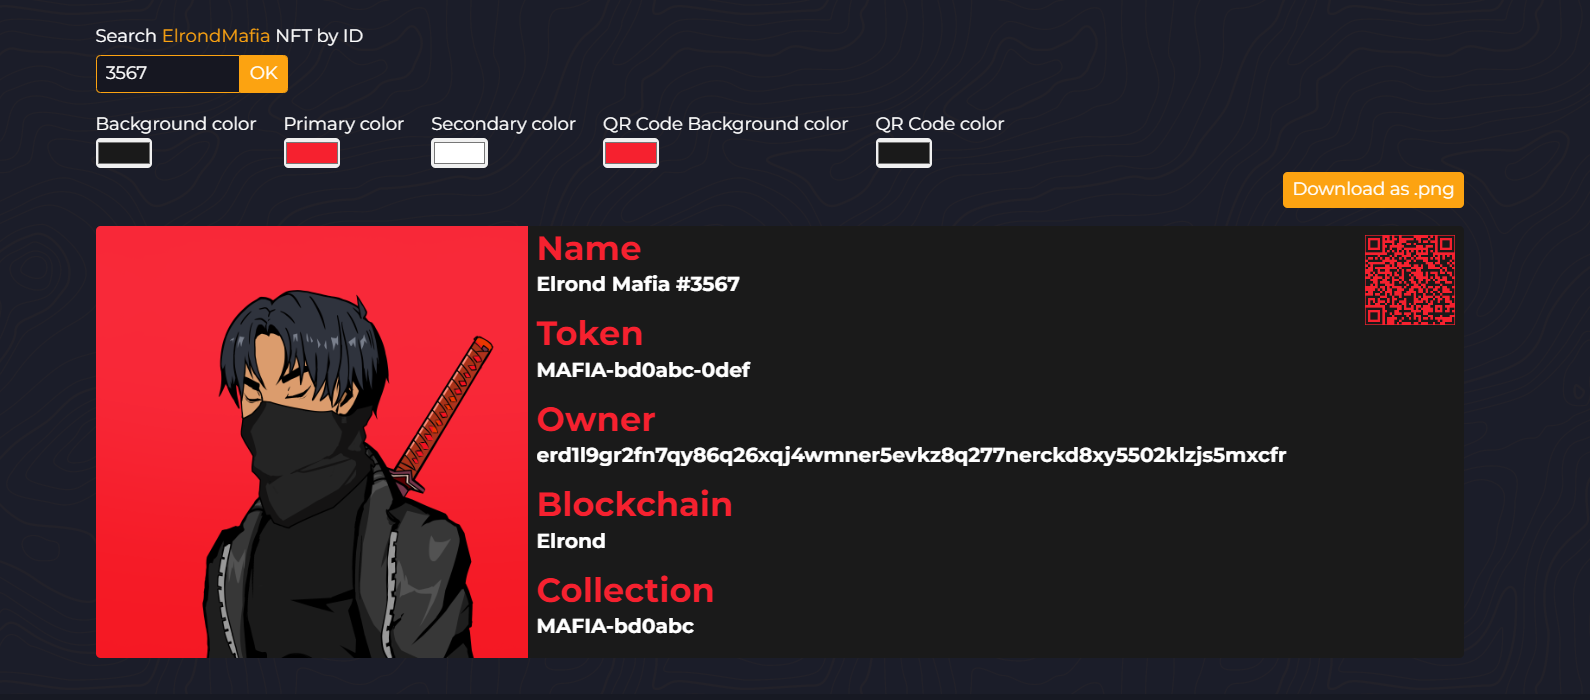 Search ElrondMafia NFT by ID
3567 OK
Background color Primary color Secondary color QR Code Background color QR Code color
Download as .png
Name
Elrond Mafia #3567
Token
MAFIA-bd0abc-0def
Owner
erd1l9gr2fn7qy86q26xqj4wmner5evkz8q277nerckd8xy5502klzjs5mxcfr
Blockchain
Elrond
Collection
MAFIA-bd0abc